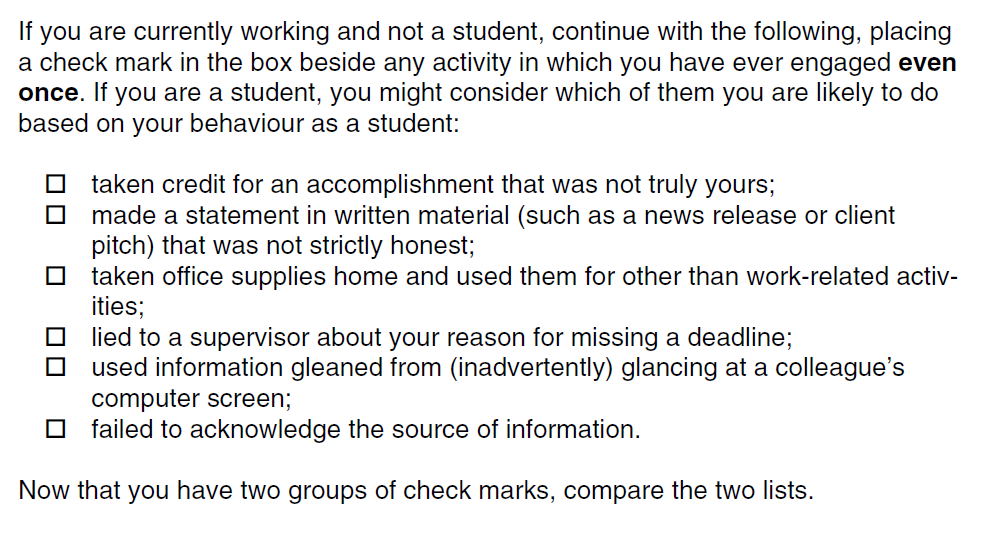 If you are currently working and not a student, continue with the following, placing
a check mark in the box beside any activity in which you have ever engaged even
once. If you are a student, you might consider which of them you are likely to do
based on your behaviour as a student:
☐ taken credit for an accomplishment that was not truly yours;
☐ made a statement in written material (such as a news release or client
pitch) that was not strictly honest;
☐ taken office supplies home and used them for other than work-related activ-
ities;
☐ lied to a supervisor about your reason for missing a deadline;
☐ used information gleaned from (inadvertently) glancing at a colleague's
computer screen;
☐ failed to acknowledge the source of information.
Now that you have two groups of check marks, compare the two lists.